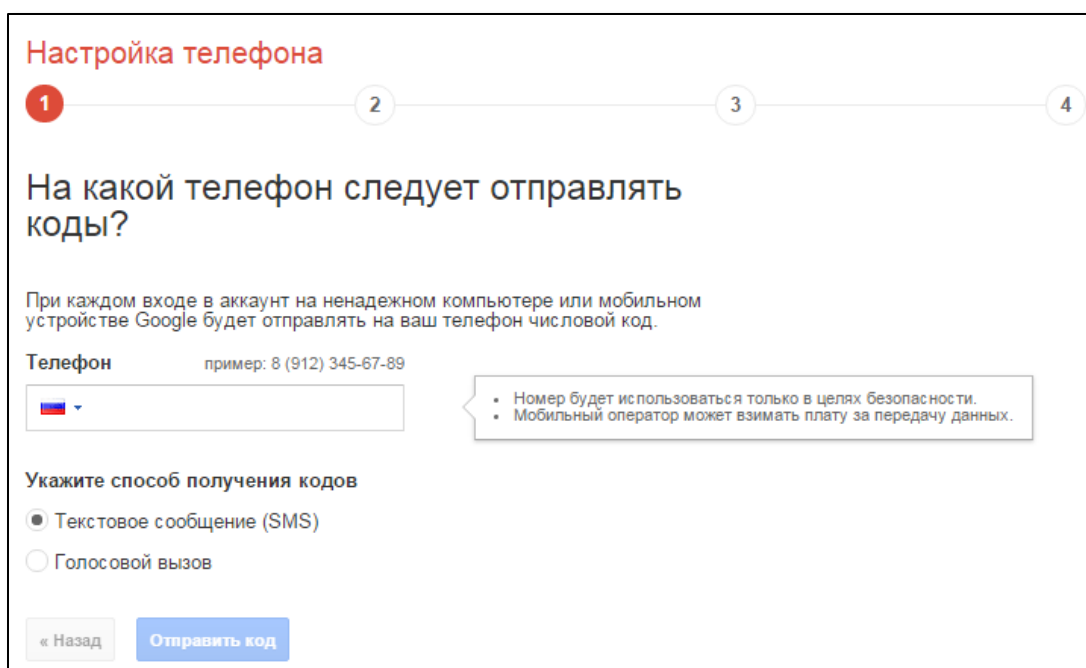 Настройка телефона
1 2 3 4
На какой телефон следует отправлять
коды?
При каждом входе в аккаунт на ненадежном компьютере или мобильном
устройстве Google будет отправлять на ваш телефон числовой код.
Телефон пример: 8 (912) 345-67-89
• Номер будет использоваться только в целях безопасности.
• Мобильный оператор может взимать плату за передачу данных.
Укажите способ получения кодов
Текстовое сообщение (SMS)
Голосовой вызов
« Назад Отправить код